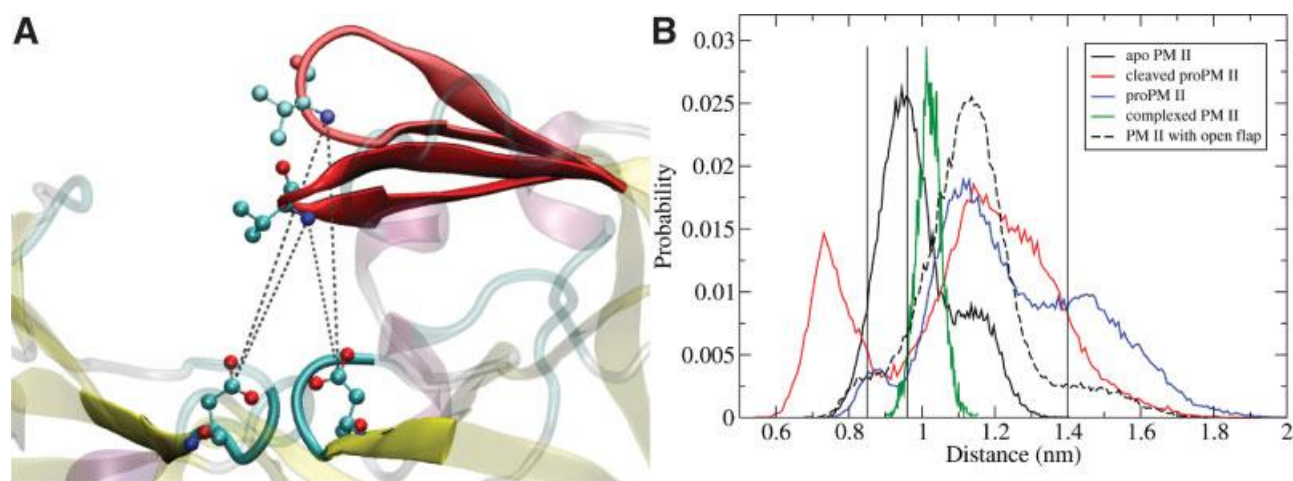 A
B
0.03
0.025
0.02
0.015
0.01
0.005
0
Probability
apo PM II
cleaved proPM II
proPM II
complexed PM II
PM II with open flap
0.6 0.8 1 1.2 1.4 1.6 1.8 2
Distance (nm)